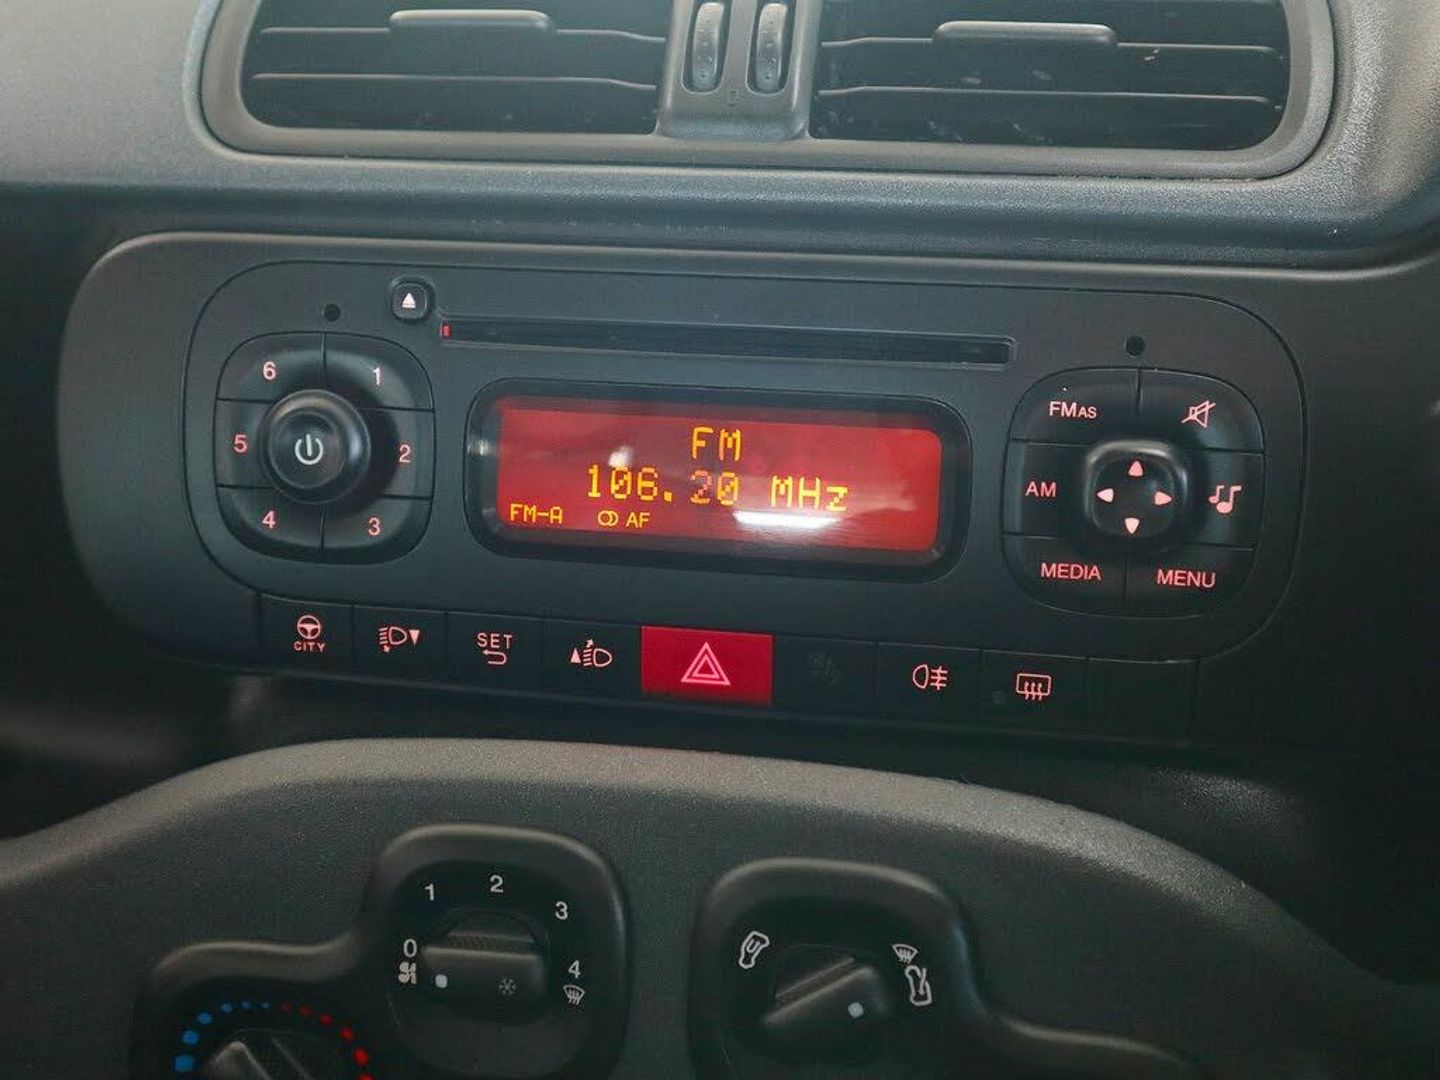 6 1
5 2
4 3
FM
106.20 MHz
FM-A AF
FMAS
AM
MEDIA MENU
CITY
SET
0 1 2 3 4